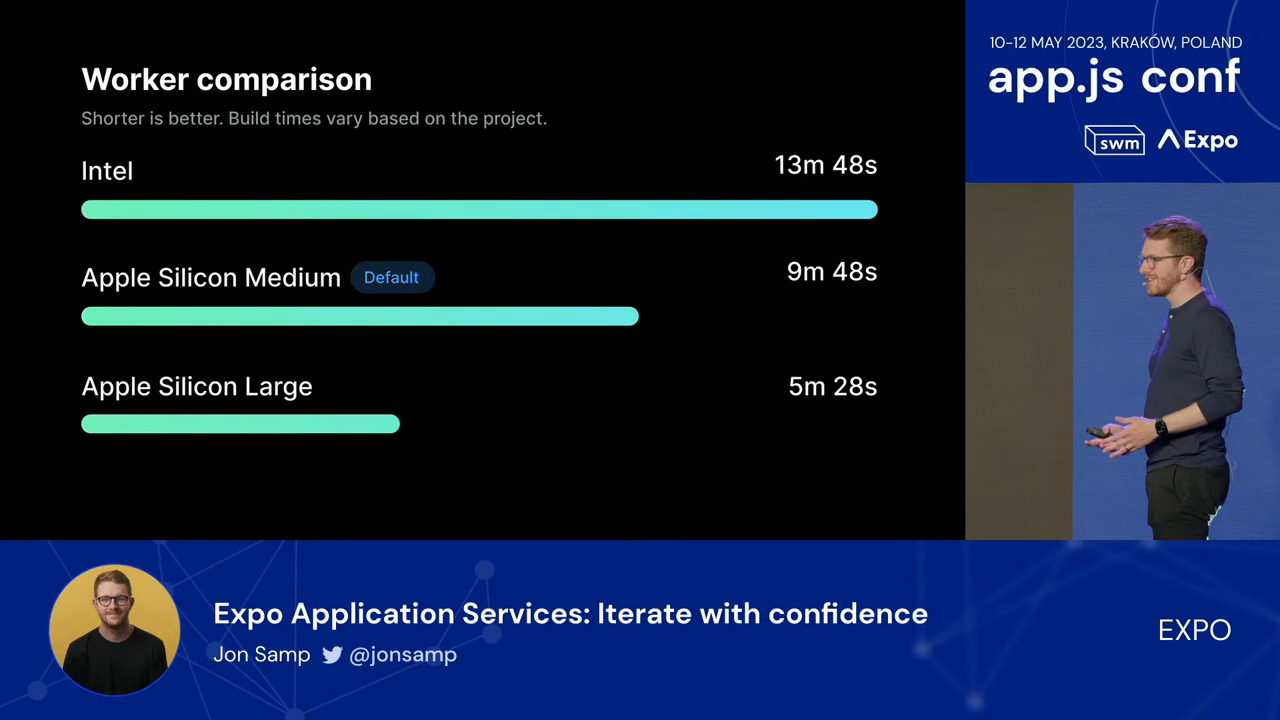 Worker comparison
Shorter is better. Build times vary based on the project.
Intel
13m 48s
Apple Silicon Medium Default
9m 48s
Apple Silicon Large
5m 28s
10-12 MAY 2023, KRAKÓW, POLAND
app.js conf
swm Expo
Expo Application Services: Iterate with confidence
Jon Samp @jonsamp
EXPO